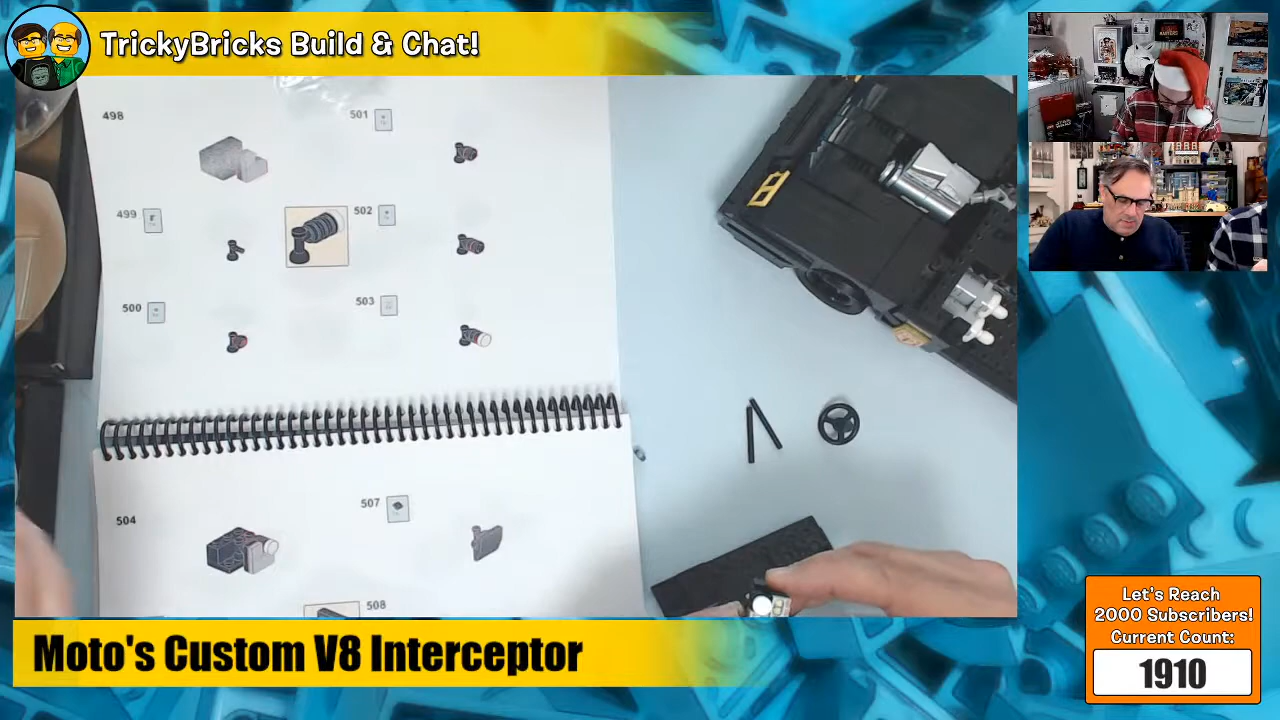 TrickyBricks Build & Chat!
498
501
499
502
500
503
504
507
508
Moto's Custom V8 Interceptor
Let's Reach
2000 Subscribers!
Current Count:
1910